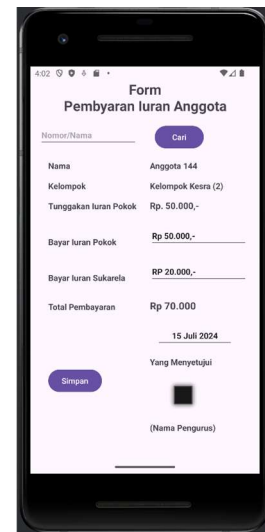 4:02
Form
Pembyaran Iuran Anggota
Nomor/Nama Cari
Nama Anggota 144
Kelompok Kelompok Kesra (2)
Tunggakan Iuran Pokok Rp. 50.000,-
Bayar Iuran Pokok Rp 50.000,-
Bayar Iuran Sukarela RP 20.000,-
Total Pembayaran Rp 70.000
15 Juli 2024
Yang Menyetujui
Simpan
(Nama Pengurus)